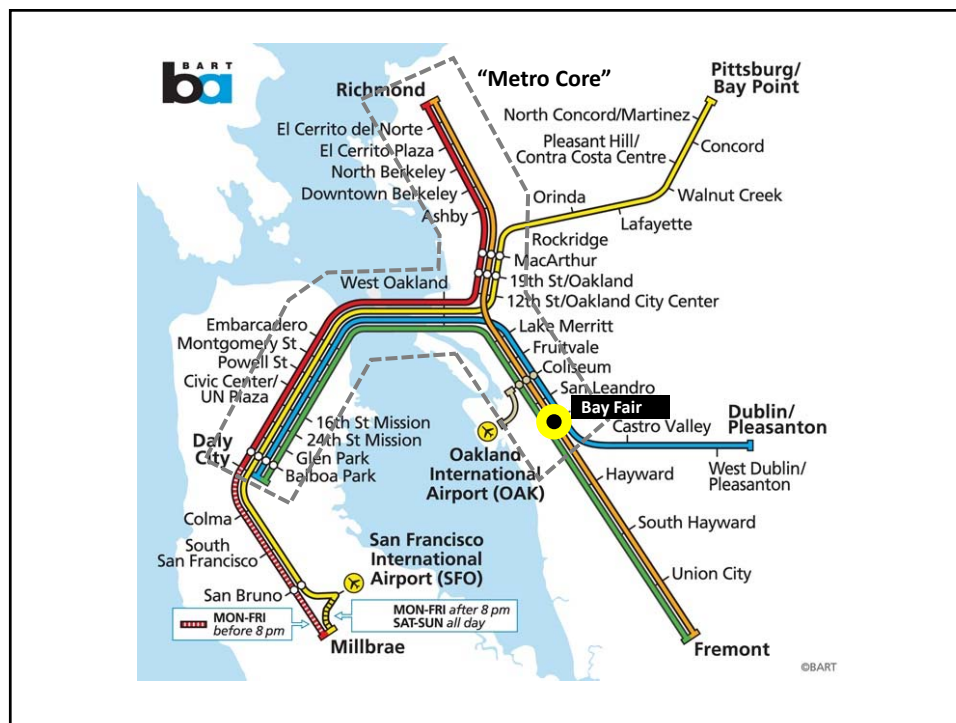 BART
ba
“Metro Core”
Richmond
El Cerrito del Norte
El Cerrito Plaza
North Berkeley
Downtown Berkeley
Ashby
Pittsburg/
Bay Point
North Concord/Martinez
Pleasant Hill/
Contra Costa Centre
Concord
Walnut Creek
Orinda
Lafayette
Rockridge
MacArthur
19th St/Oakland
12th St/Oakland City Center
West Oakland
Lake Merritt
Fruitvale
Coliseum
San Leandro
Bay Fair
Embarcadero
Montgomery St
Powell St
Civic Center/
UN Plaza
16th St Mission
24th St Mission
Glen Park
Balboa Park
Daly
City
Oakland
International
Airport (OAK)
Castro Valley
Dublin/
Pleasanton
West Dublin/
Pleasanton
Hayward
South Hayward
Union City
Fremont
Colma
South
San Francisco
San Bruno
San Francisco
International
Airport (SFO)
MON-FRI
before 8 pm
MON-FRI after 8 pm
SAT-SUN all day
Millbrae
©BART